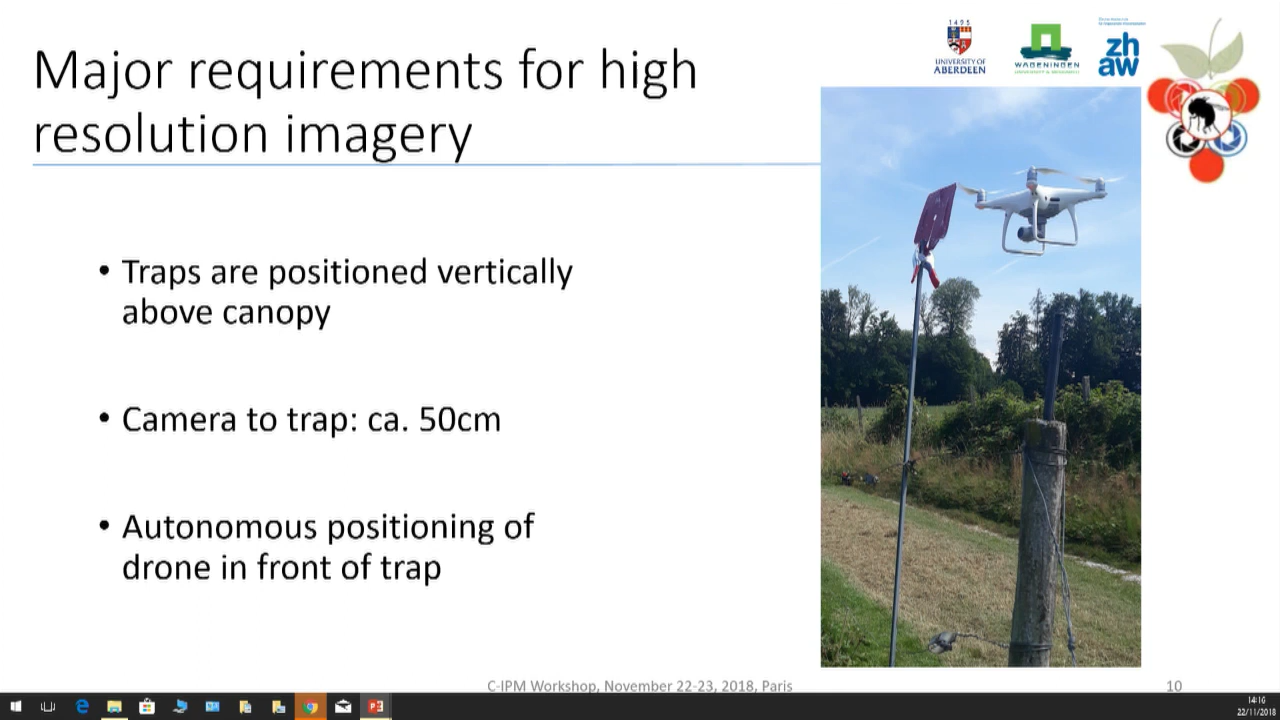 Major requirements for high
resolution imagery
1495
UNIVERSITY OF
ABERDEEN
WAGENINGEN
zh
aw
• Traps are positioned vertically
above canopy
• Camera to trap: ca. 50cm
• Autonomous positioning of
drone in front of trap
C-IPM Workshop, November 22-23, 2018, Paris
10
14:16
22/11/2018